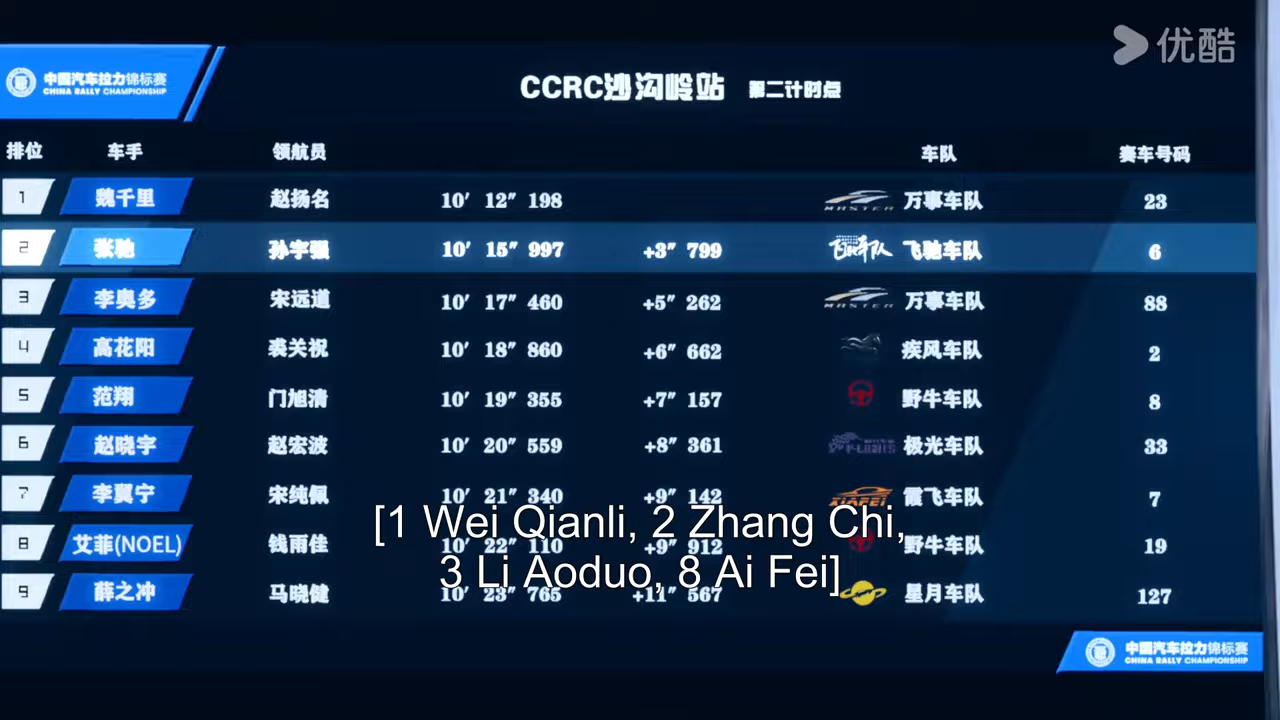 优酷
中国汽车拉力锦标赛
CHINA RALLY CHAMPIONSHIP
CCRC沙沟岭站 第二计时点
排位 车手 领航员 车队 赛车号码
1 魏千里 赵扬名 10′ 12″ 198 MASTER 万事车队 23
2 张驰 孙宇强 10′ 15″ 997 +3″ 799 飞驰车队 飞驰车队 6
3 李奥多 宋远道 10′ 17″ 460 +5″ 262 MASTER 万事车队 88
4 高花阳 裘关祝 10′ 18″ 860 +6″ 662 疾风车队 2
5 范翔 门旭清 10′ 19″ 355 +7″ 157 野牛车队 8
6 赵晓宇 赵宏波 10′ 20″ 559 +8″ 361 极光车队 33
7 李翼宁 宋纯佩 10′ 21″ 340 +9″ 142 XIAFEI 霞飞车队 7
8 艾菲(NOEL) 钱雨佳 10′ 22″ 110 +9″ 912 野牛车队 19
9 薛之冲 马晓健 10′ 23″ 765 +11″ 567 星月车队 127
[1 Wei Qianli, 2 Zhang Chi,
3 Li Aoduo, 8 Ai Fei]
中国汽车拉力锦标赛
CHINA RALLY CHAMPIONSHIP